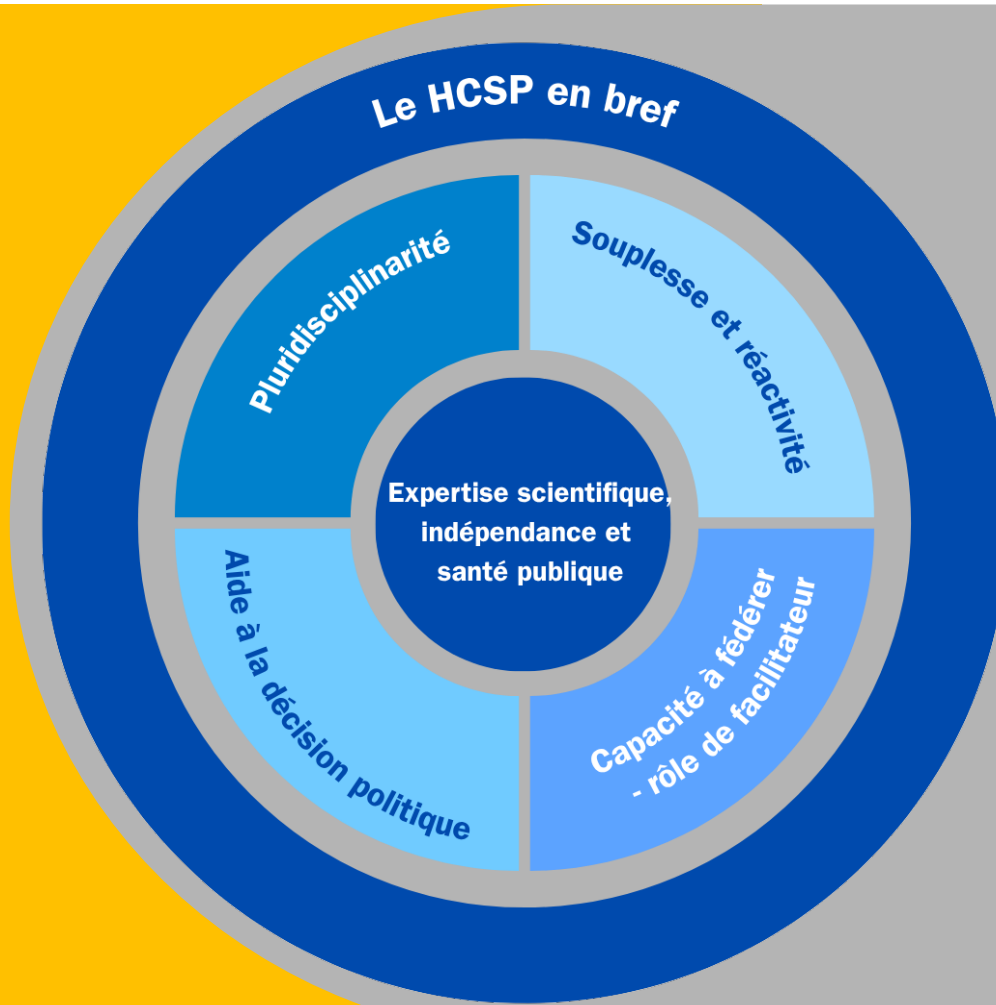 Le HCSP en bref
Pluridisciplinarité
Souplesse et réactivité
Expertise scientifique,
indépendance et
santé publique
Aide à la décision politique
Capacité à fédérer
- rôle de facilitateur